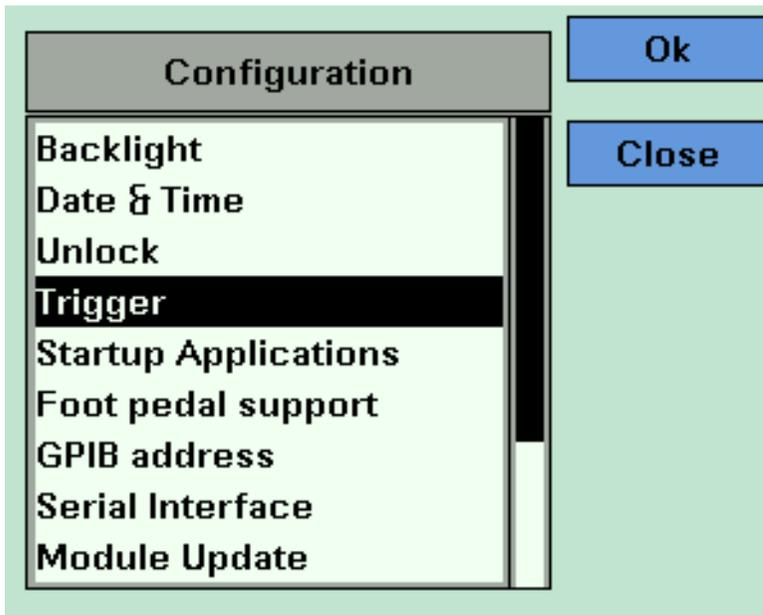 Configuration
Ok
Close
Backlight
Date & Time
Unlock
Trigger
Startup Applications
Foot pedal support
GPIB address
Serial Interface
Module Update